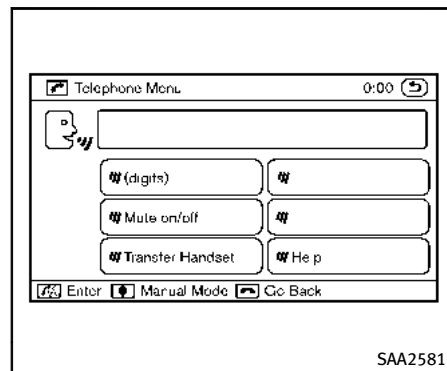 Telephone Menu 0:00
(digits)
Mute on/off
Transfer Handset Help
Enter Manual Mode Go Back
SAA2581